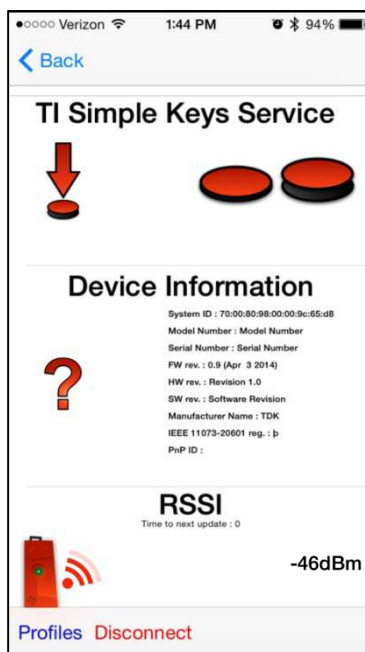 Verizon 1:44 PM 94%
Back
TI Simple Keys Service
Device Information
System ID : 70:00:80:98:00:00:9c:65:d8
Model Number : Model Number
Serial Number : Serial Number
FW rev. : 0.9 (Apr 3 2014)
HW rev. : Revision 1.0
SW rev. : Software Revision
Manufacturer Name : TDK
IEEE 11073-20601 reg. : þ
PnP ID :
RSSI
Time to next update : 0
-46dBm
Profiles Disconnect